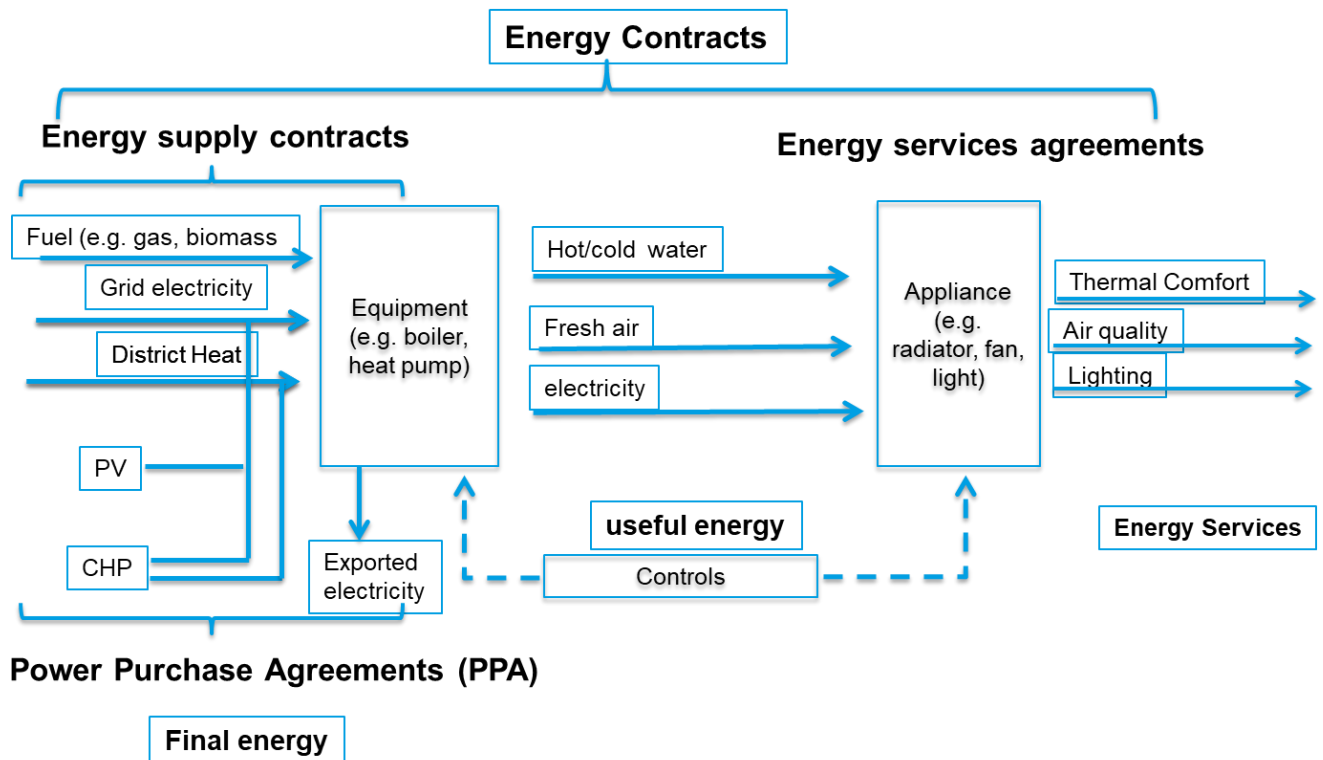 Energy Contracts
Energy supply contracts
Energy services agreements
Fuel (e.g. gas, biomass
Grid electricity
District Heat
PV
CHP
Equipment
(e.g. boiler,
heat pump)
Exported
electricity
Hot/cold water
Fresh air
electricity
useful energy
Controls
Appliance
(e.g.
radiator, fan,
light)
Thermal Comfort
Air quality
Lighting
Energy Services
Power Purchase Agreements (PPA)
Final energy